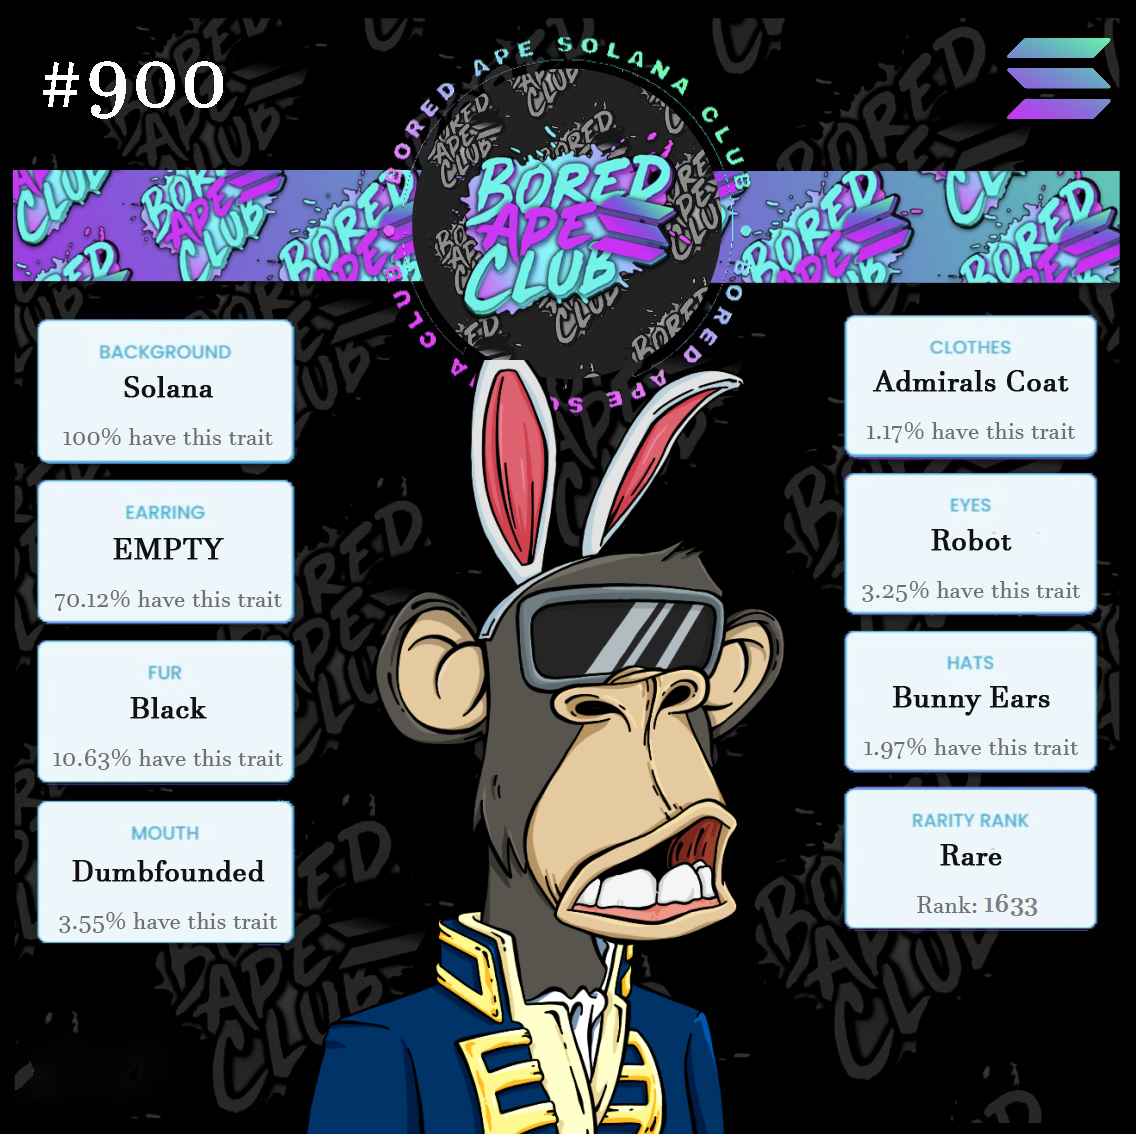 #900
BORED APE SOLANA CLUB
BORED
APE
CLUB
BACKGROUND
Solana
100% have this trait
EARRING
EMPTY
70.12% have this trait
FUR
Black
10.63% have this trait
MOUTH
Dumbfounded
3.55% have this trait
CLOTHES
Admirals Coat
1.17% have this trait
EYES
Robot
3.25% have this trait
HATS
Bunny Ears
1.97% have this trait
RARITY RANK
Rare
Rank: 1633